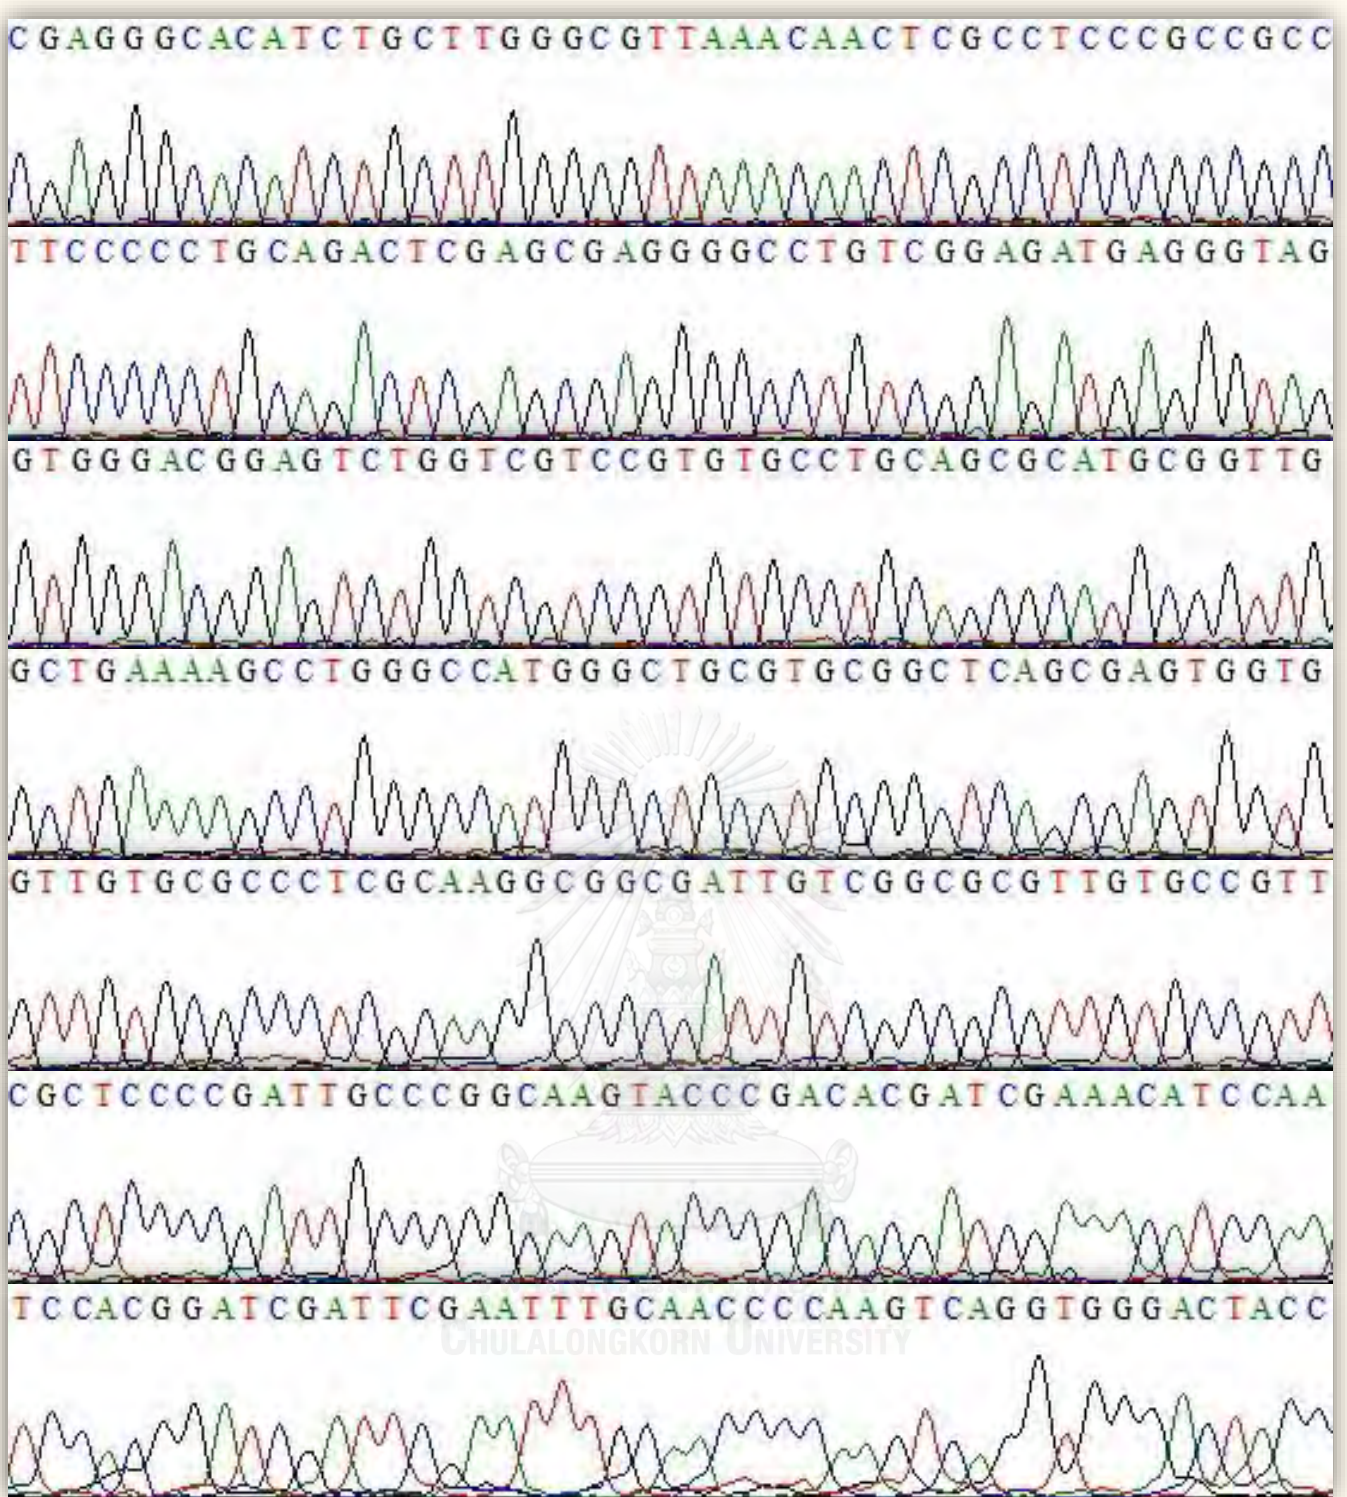 CGAGGGCACATCTGCTTGGGCGTTAAACAACTCGCCTCCCGCCGCC
TTCCCCCTGCAGACTCGAGCGAGGGGCCTGTCGGAGATGAGGGTAG
GTGGGACGGAGTCTGGTCGTCCGTGTGCCTGCAGCGCATGCGGTTG
GCTGAAAAGCCTGGGCCATGGGCTGCGTGCGGCTCAGCGAGTGGTG
GTTGTGCGCCCTCGCAAGGCGGCGATTGTCGGCGCGTTGTGCCGTT
CGCTCCCCGATTGCCCGGCAAGTACCCGACACGATCGAAACATCCAA
TCCACGGATCGATTCGAATTTGCAACCCCAAGTCAGGTGGGACTACC
CHULALONGKORN UNIVERSITY